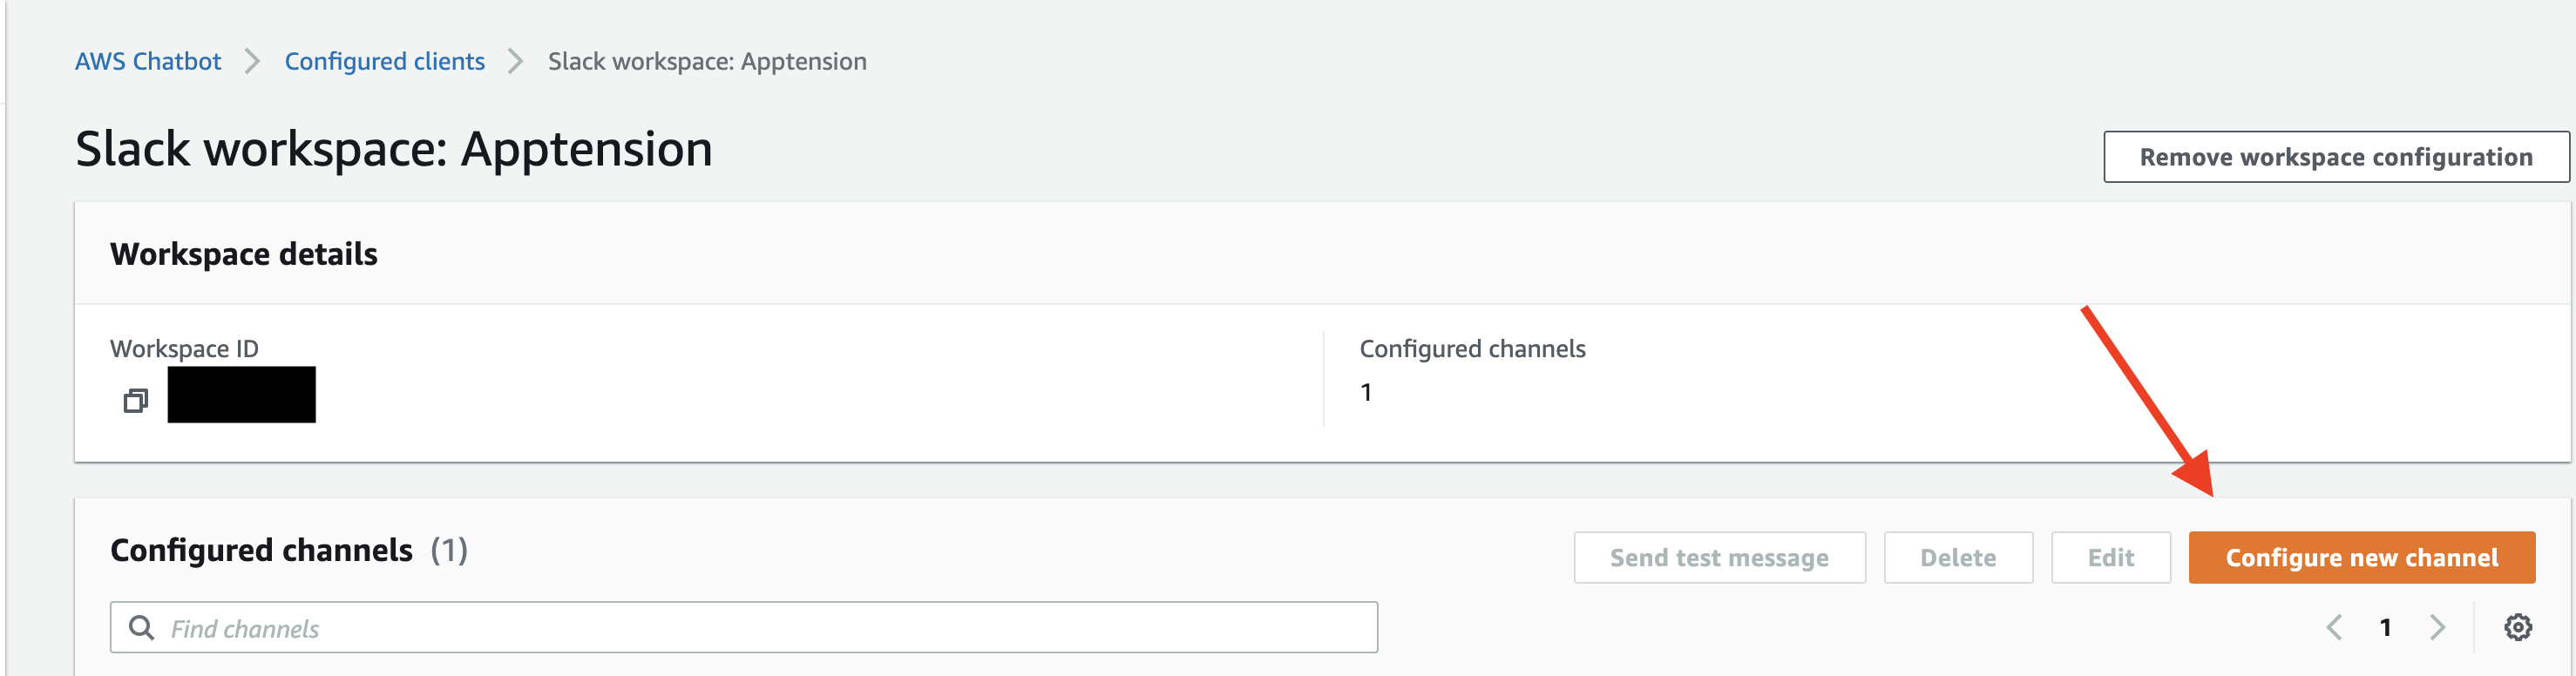 AWS Chatbot > Configured clients > Slack workspace: Apptension
Slack workspace: Apptension
Remove workspace configuration
Workspace details
Workspace ID
Configured channels
1
Configured channels (1)
Send test message
Delete
Edit
Configure new channel
Find channels
1